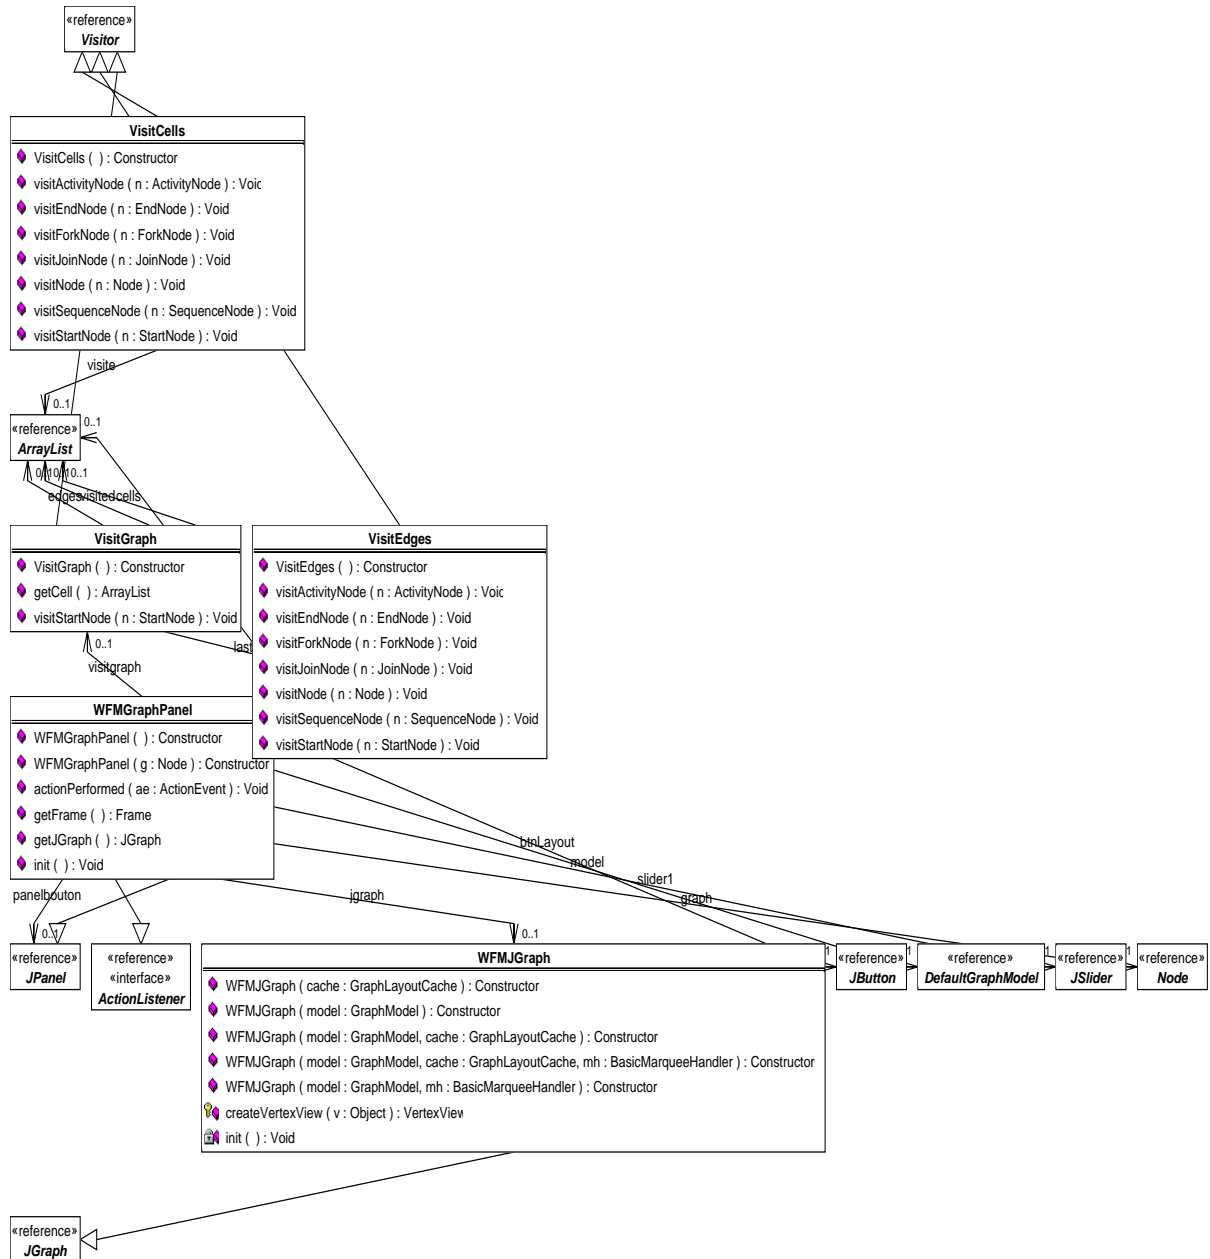 «reference»
Visitor
VisitCells
VisitCells ( ) : Constructor
visitActivityNode ( n : ActivityNode ) : Voic
visitEndNode ( n : EndNode ) : Void
visitForkNode ( n : ForkNode ) : Void
visitJoinNode ( n : JoinNode ) : Void
visitNode ( n : Node ) : Void
visitSequenceNode ( n : SequenceNode ) : Void
visitStartNode ( n : StartNode ) : Void
visite
0..1
«reference»
ArrayList
0..1
0..1
edges
visited
cells
VisitGraph
VisitGraph ( ) : Constructor
getCell ( ) : ArrayList
visitStartNode ( n : StartNode ) : Void
VisitEdges
VisitEdges ( ) : Constructor
visitActivityNode ( n : ActivityNode ) : Voic
visitEndNode ( n : EndNode ) : Void
visitForkNode ( n : ForkNode ) : Void
visitJoinNode ( n : JoinNode ) : Void
visitNode ( n : Node ) : Void
visitSequenceNode ( n : SequenceNode ) : Void
visitStartNode ( n : StartNode ) : Void
0..1
last
visitgraph
WFMGraphPanel
WFMGraphPanel ( ) : Constructor
WFMGraphPanel ( g : Node ) : Constructor
actionPerformed ( ae : ActionEvent ) : Void
getFrame ( ) : Frame
getJGraph ( ) : JGraph
init ( ) : Void
btnLayout
model
slider1
graph
panelbouton
jgraph
0..1
«reference»
JPanel
«reference»
«interface»
ActionListener
WFMJGraph
WFMJGraph ( cache : GraphLayoutCache ) : Constructor
WFMJGraph ( model : GraphModel ) : Constructor
WFMJGraph ( model : GraphModel, cache : GraphLayoutCache ) : Constructor
WFMJGraph ( model : GraphModel, cache : GraphLayoutCache, mh : BasicMarqueeHandler ) : Constructor
WFMJGraph ( model : GraphModel, mh : BasicMarqueeHandler ) : Constructor
createVertexView ( v : Object ) : VertexView
init ( ) : Void
«reference»
JButton
«reference»
DefaultGraphModel
«reference»
JSlider
«reference»
Node
«reference»
JGraph